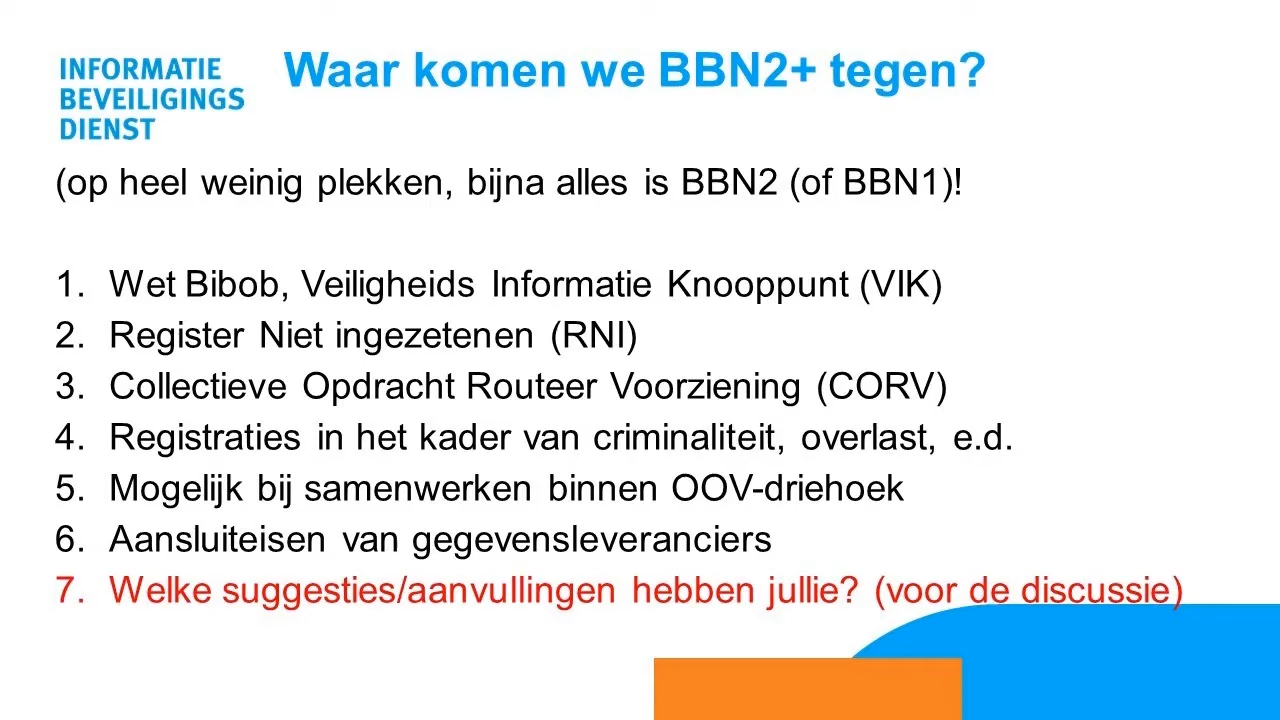 INFORMATIE
BEVEILIGINGS
DIENST
Waar komen we BBN2+ tegen?
(op heel weinig plekken, bijna alles is BBN2 (of BBN1)!
1. Wet Bibob, Veiligheids Informatie Knooppunt (VIK)
2. Register Niet ingezetenen (RNI)
3. Collectieve Opdracht Routeer Voorziening (CORV)
4. Registraties in het kader van criminaliteit, overlast, e.d.
5. Mogelijk bij samenwerken binnen OOV-driehoek
6. Aansluiteisen van gegevensleveranciers
7. Welke suggesties/aanvullingen hebben jullie? (voor de discussie)